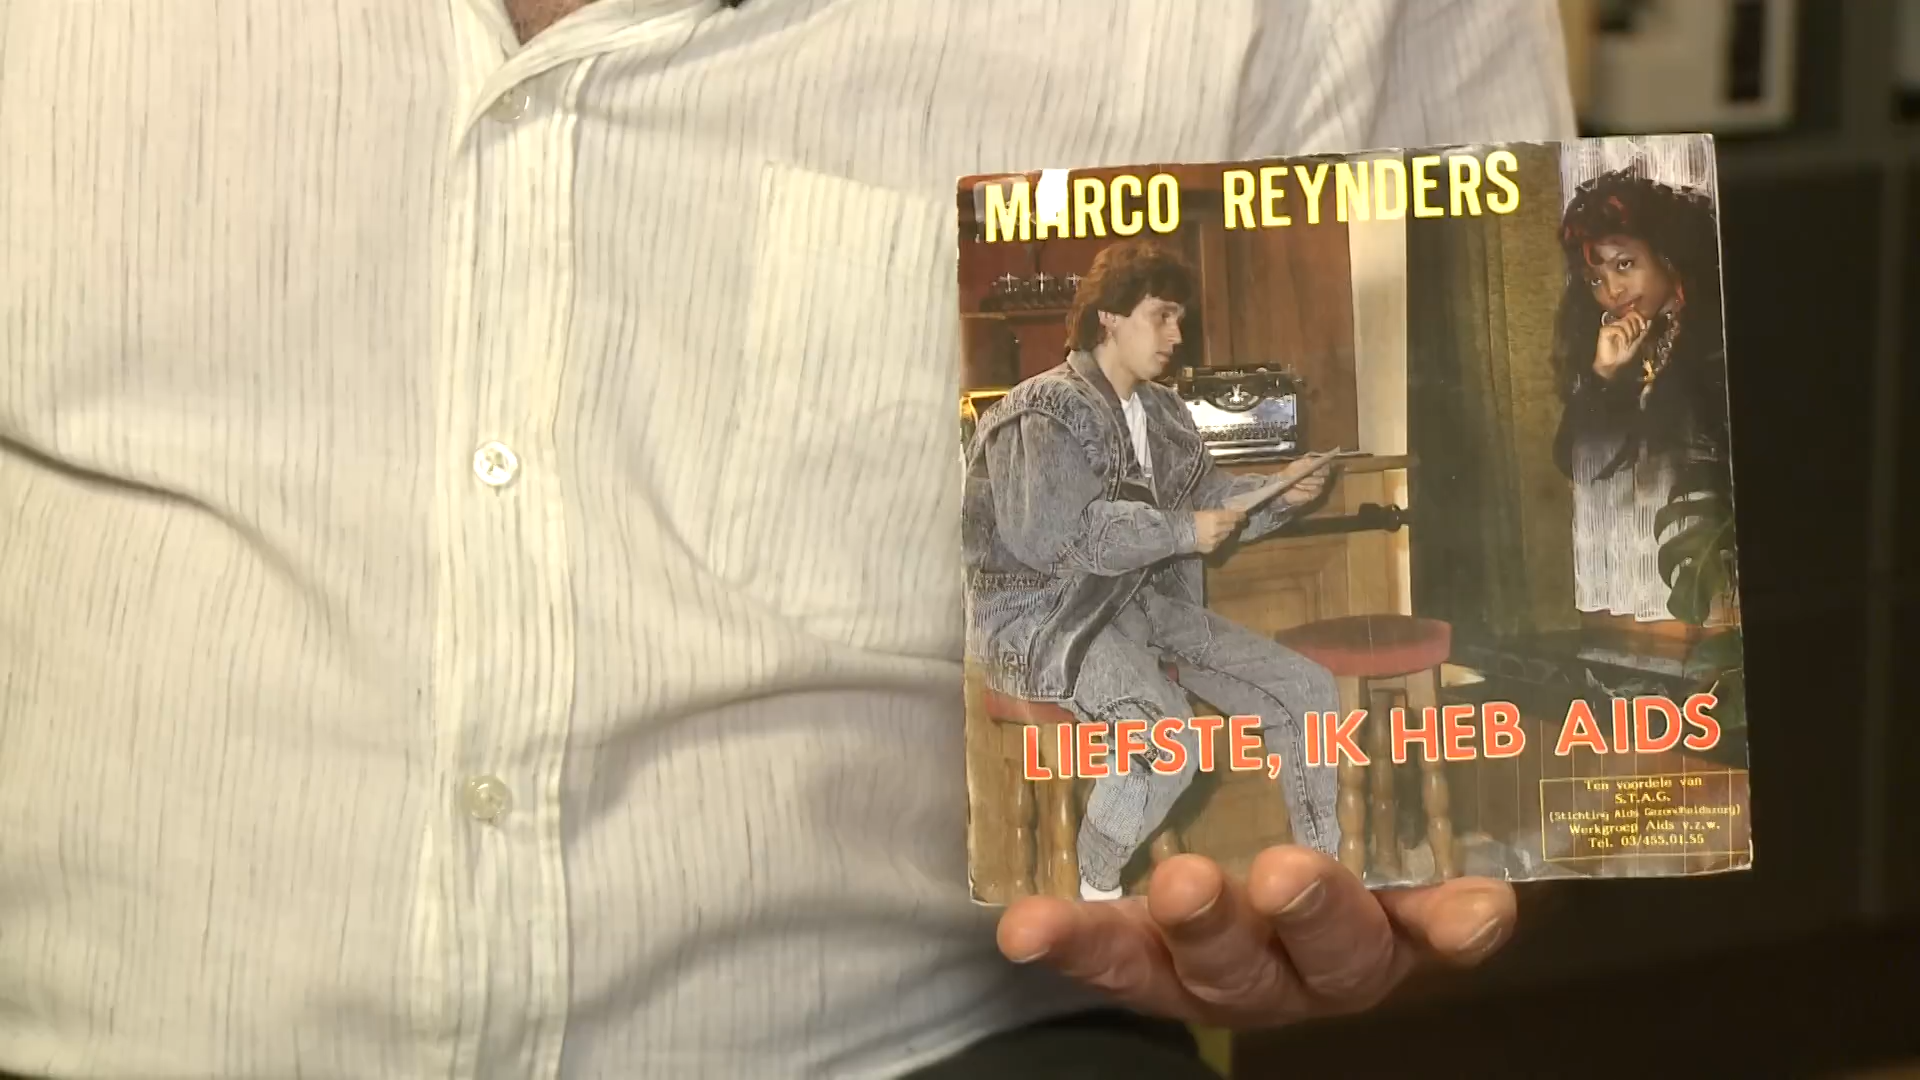 MARCO REYNDERS
LIEFSTE, IK HEB AIDS
Ten voordele van
S.T.A.G.
(Stichting Aids Gezondheidszorg)
Werkgroep Aids v.z.w.
Tel. 03/455.01.55